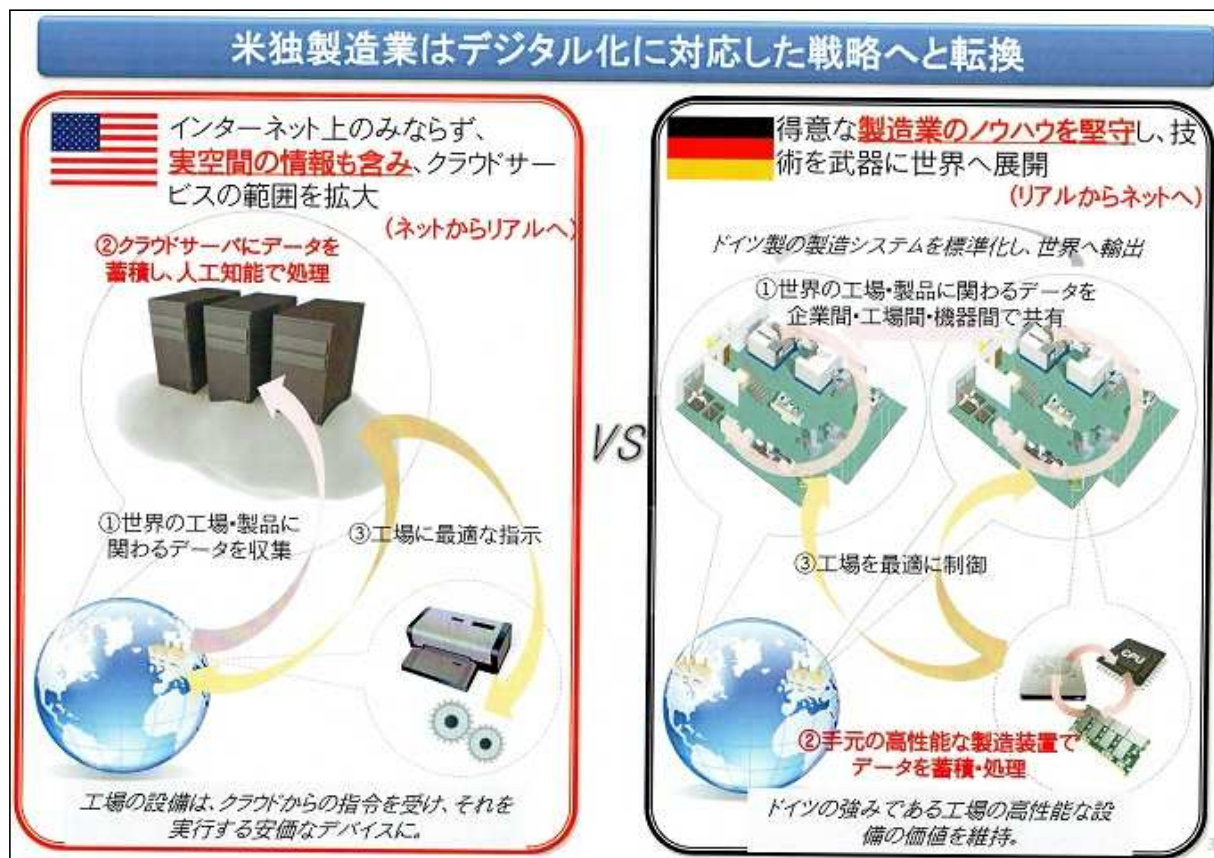 米独製造業はデジタル化に対応した戦略へと転換
インターネット上のみならず、
実空間の情報も含み、クラウドサー
ビスの範囲を拡大
(ネットからリアルへ)
②クラウドサーバにデータを
蓄積し、人工知能で処理
①世界の工場・製品に
関わるデータを収集
③工場に最適な指示
工場の設備は、クラウドからの指令を受け、それを
実行する安価なデバイスに。
VS
得意な製造業のノウハウを堅守し、技
術を武器に世界へ展開
(リアルからネットへ)
ドイツ製の製造システムを標準化し、世界へ輸出
①世界の工場・製品に関わるデータを
企業間・工場間・機器間で共有
③工場を最適に制御
CPU
②手元の高性能な製造装置で
データを蓄積・処理
ドイツの強みである工場の高性能な設
備の価値を維持。
3